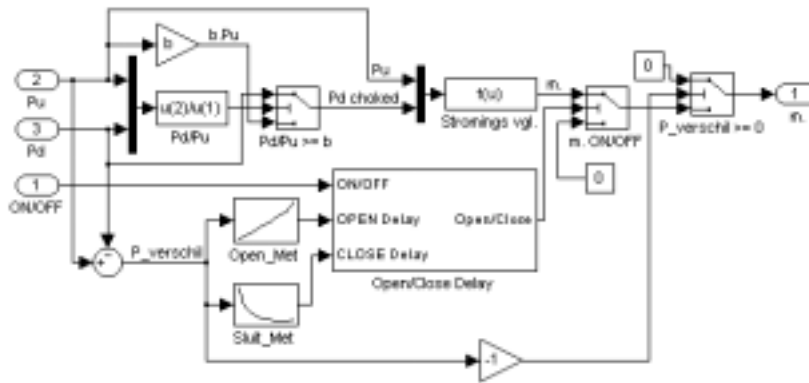 b
b.Pu
2
Pu
3
Pd
1
ON/OFF
u(2)/u(1)
Pd/Pu
Pd/Pu >= b
Pu
Pd choked
f(u)
Stromings vgl.
m.
m. ON/OFF
0
0
P_verschil >= 0
1
m.
ON/OFF
OPEN Delay
CLOSE Delay
Open/Close
Open/Close Delay
P_verschil
Open_Met
Sluit_Met
-1